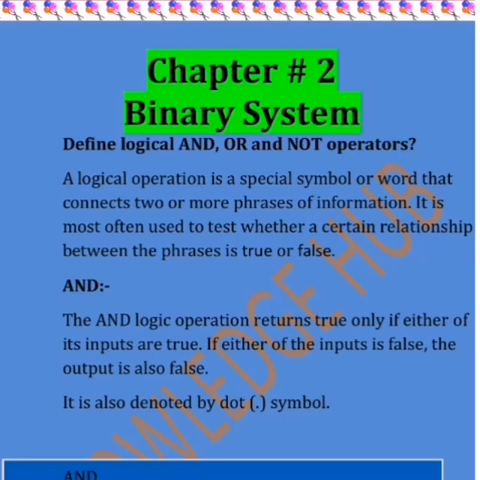 Chapter # 2
Binary System
Define logical AND, OR and NOT operators?
A logical operation is a special symbol or word that
connects two or more phrases of information. It is
most often used to test whether a certain relationship
between the phrases is true or false.
AND:-
The AND logic operation returns true only if either of
its inputs are true. If either of the inputs is false, the
output is also false.
It is also denoted by dot (.) symbol.
AND